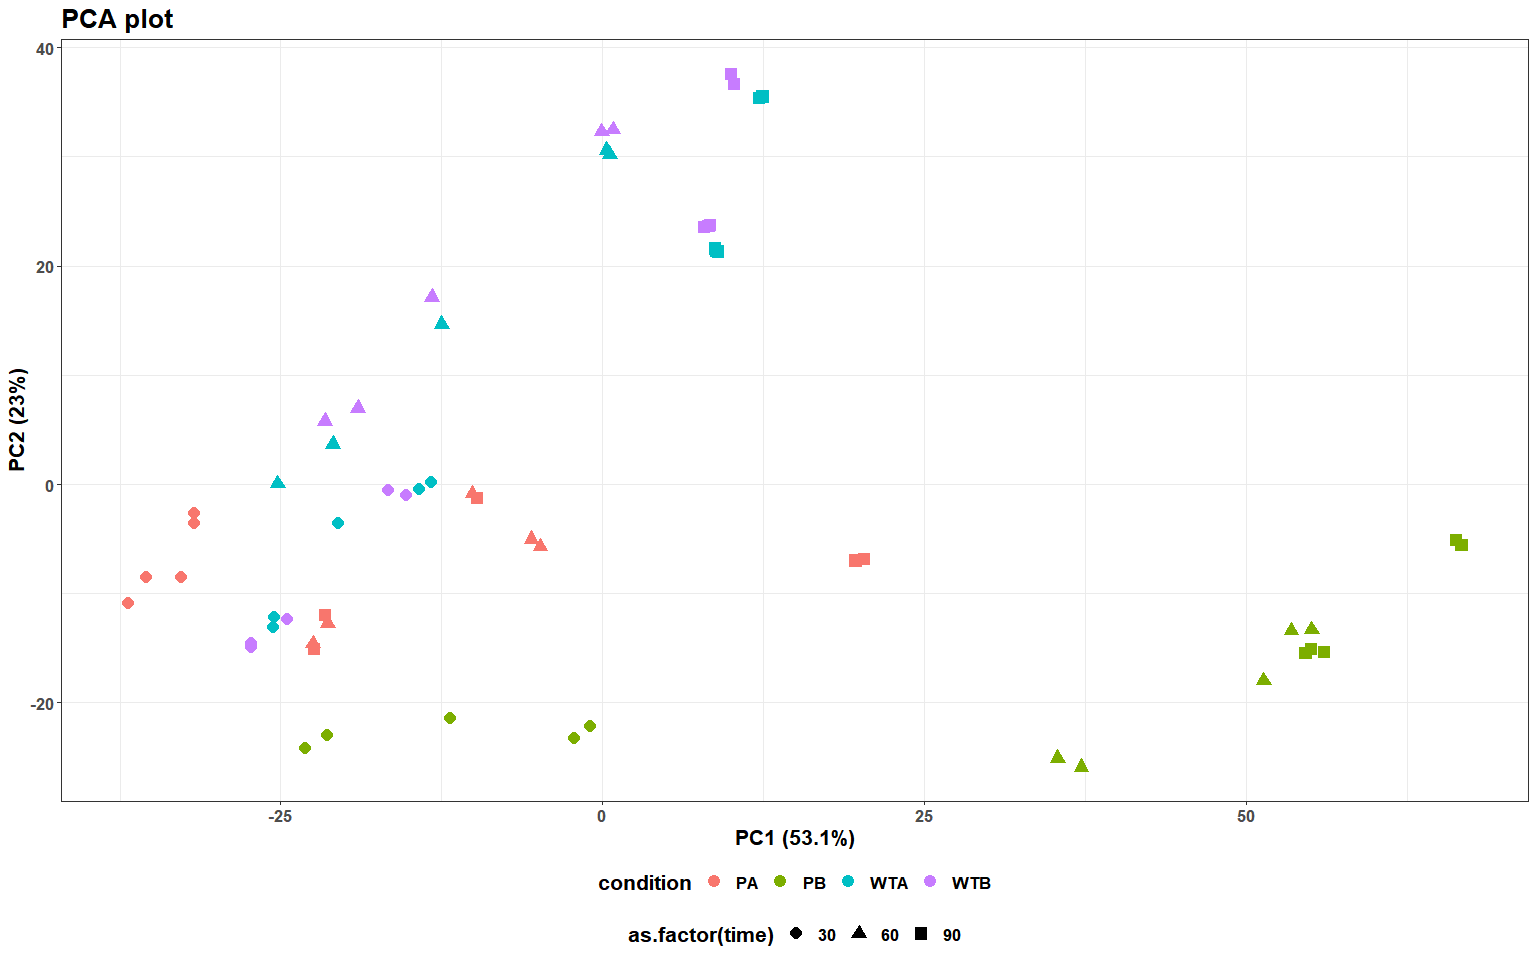 PCA plot
40
20
0
-20
PC2 (23%)
-25
0
25
50
PC1 (53.1%)
condition PA PB WTA WTB
as.factor(time) 30 60 90